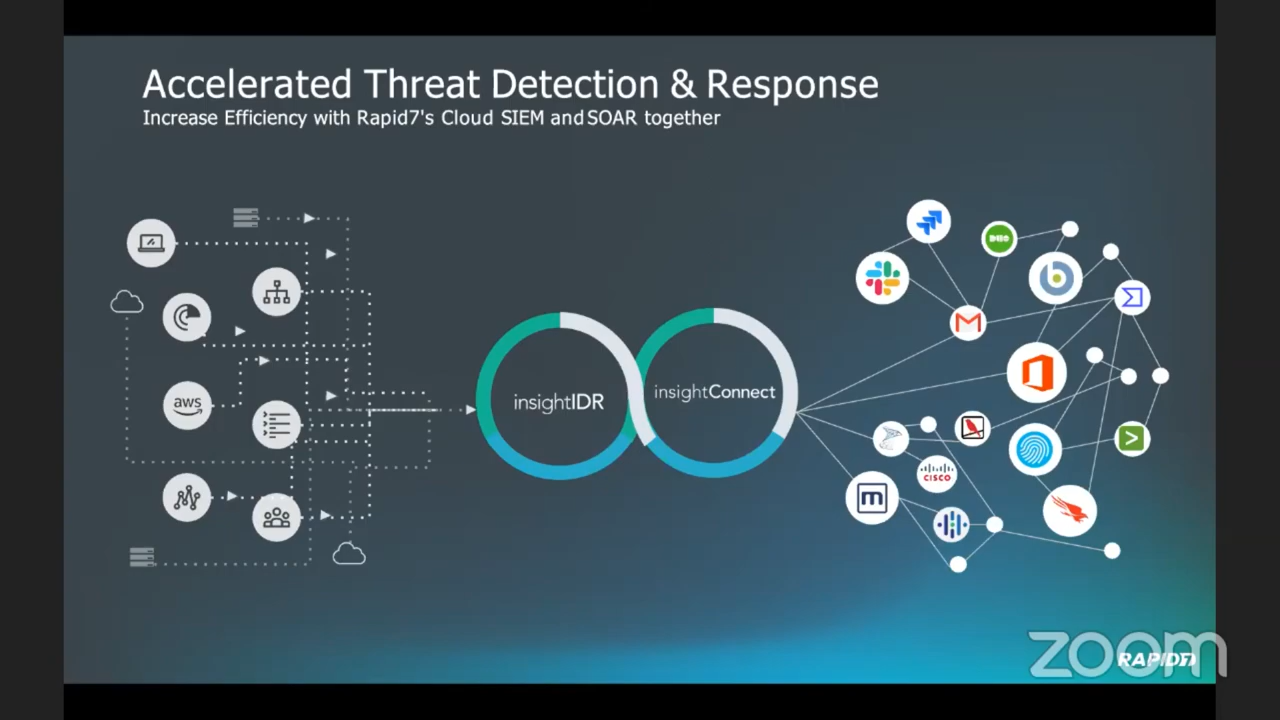 Accelerated Threat Detection & Response
Increase Efficiency with Rapid7's Cloud SIEM and SOAR together
DUO
aws
insightIDR
insightConnect
CISCO
m
zoom
RAPID7